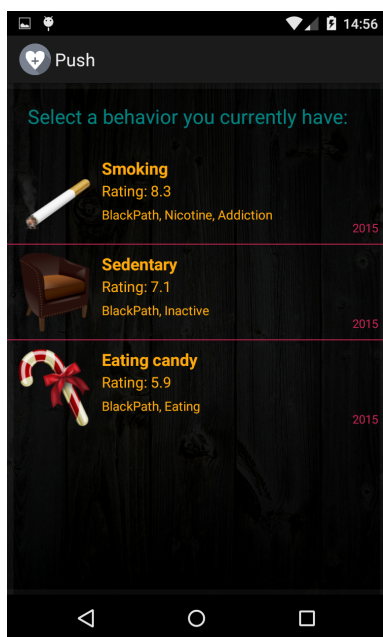 14:56
Push
Select a behavior you currently have:
Smoking
Rating: 8.3
BlackPath, Nicotine, Addiction
2015
Sedentary
Rating: 7.1
BlackPath, Inactive
2015
Eating candy
Rating: 5.9
BlackPath, Eating
2015